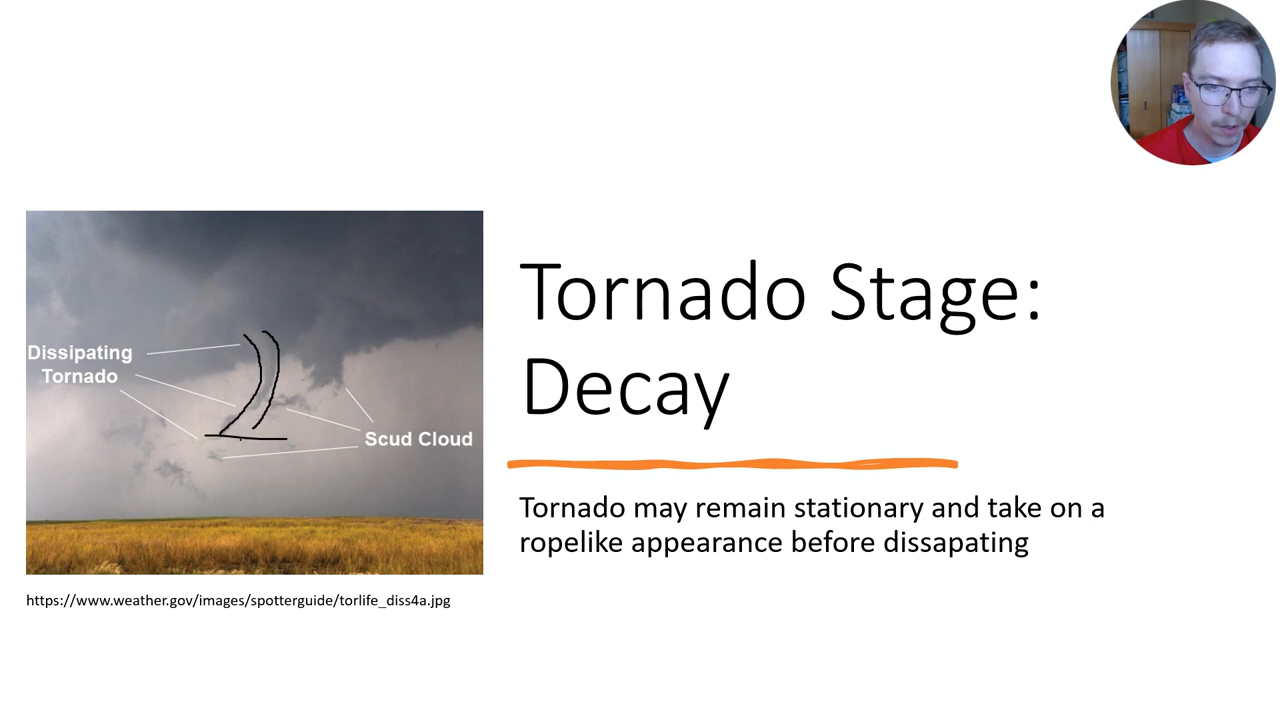 Tornado Stage:
Decay
Dissipating
Tornado
Scud Cloud
Tornado may remain stationary and take on a
ropelike appearance before dissapating
https://www.weather.gov/images/spotterguide/torlife_diss4a.jpg